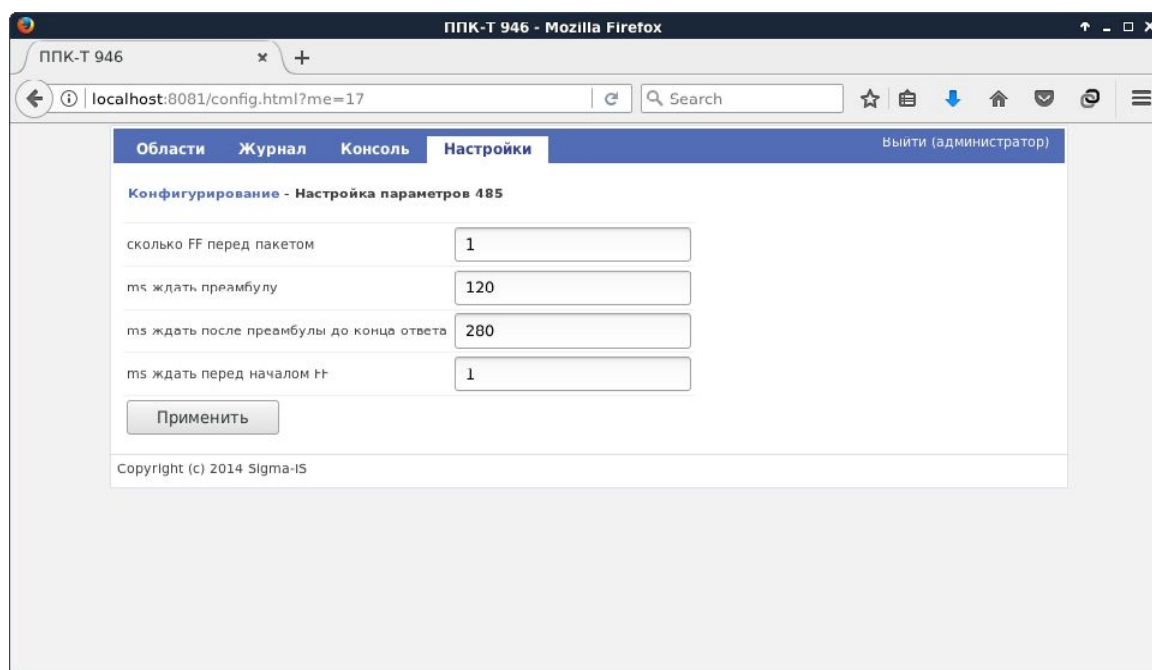 ППК-Т 946 - Mozilla Firefox
ППК-Т 946
localhost:8081/config.html?me=17
Search
Области Журнал Консоль Настройки Выйти (администратор)
Конфигурирование - Настройка параметров 485
сколько FF перед пакетом 1
ms ждать преамбулу 120
ms ждать после преамбулы до конца ответа 280
ms ждать перед началом FF 1
Применить
Copyright (c) 2014 Sigma-IS